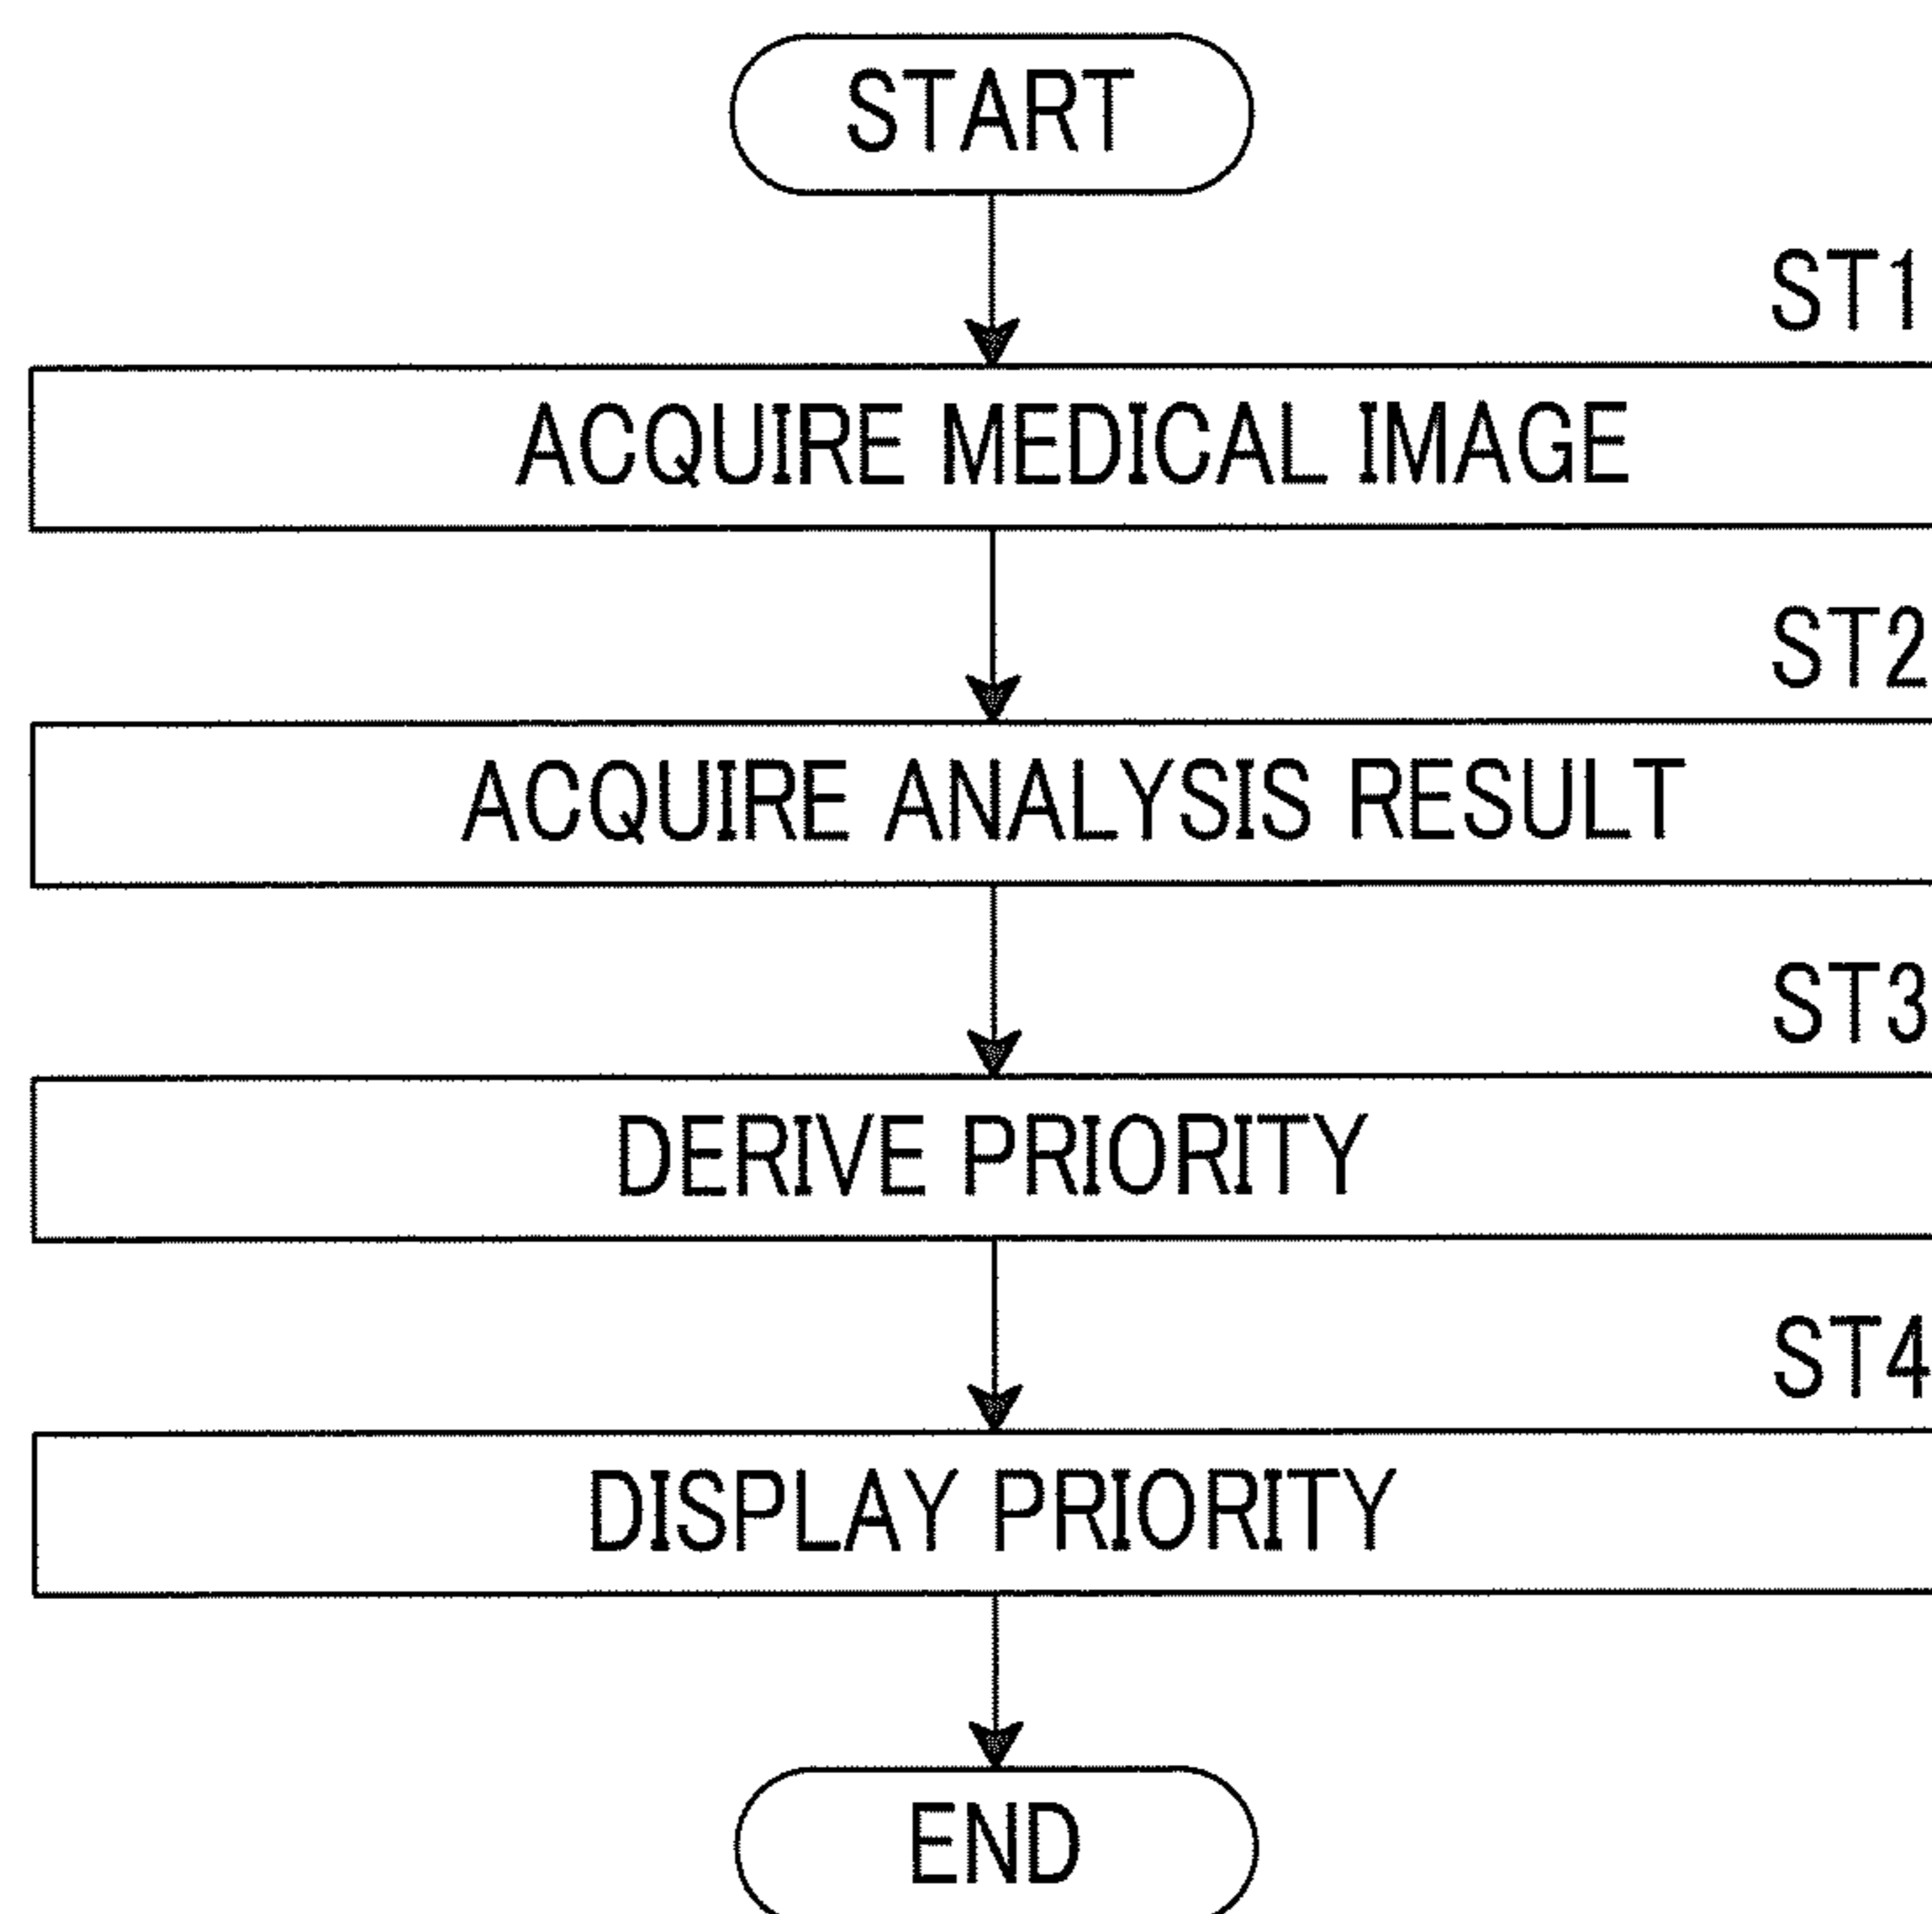 START
ST1
ACQUIRE MEDICAL IMAGE
ST2
ACQUIRE ANALYSIS RESULT
ST3
DERIVE PRIORITY
ST4
DISPLAY PRIORITY
END